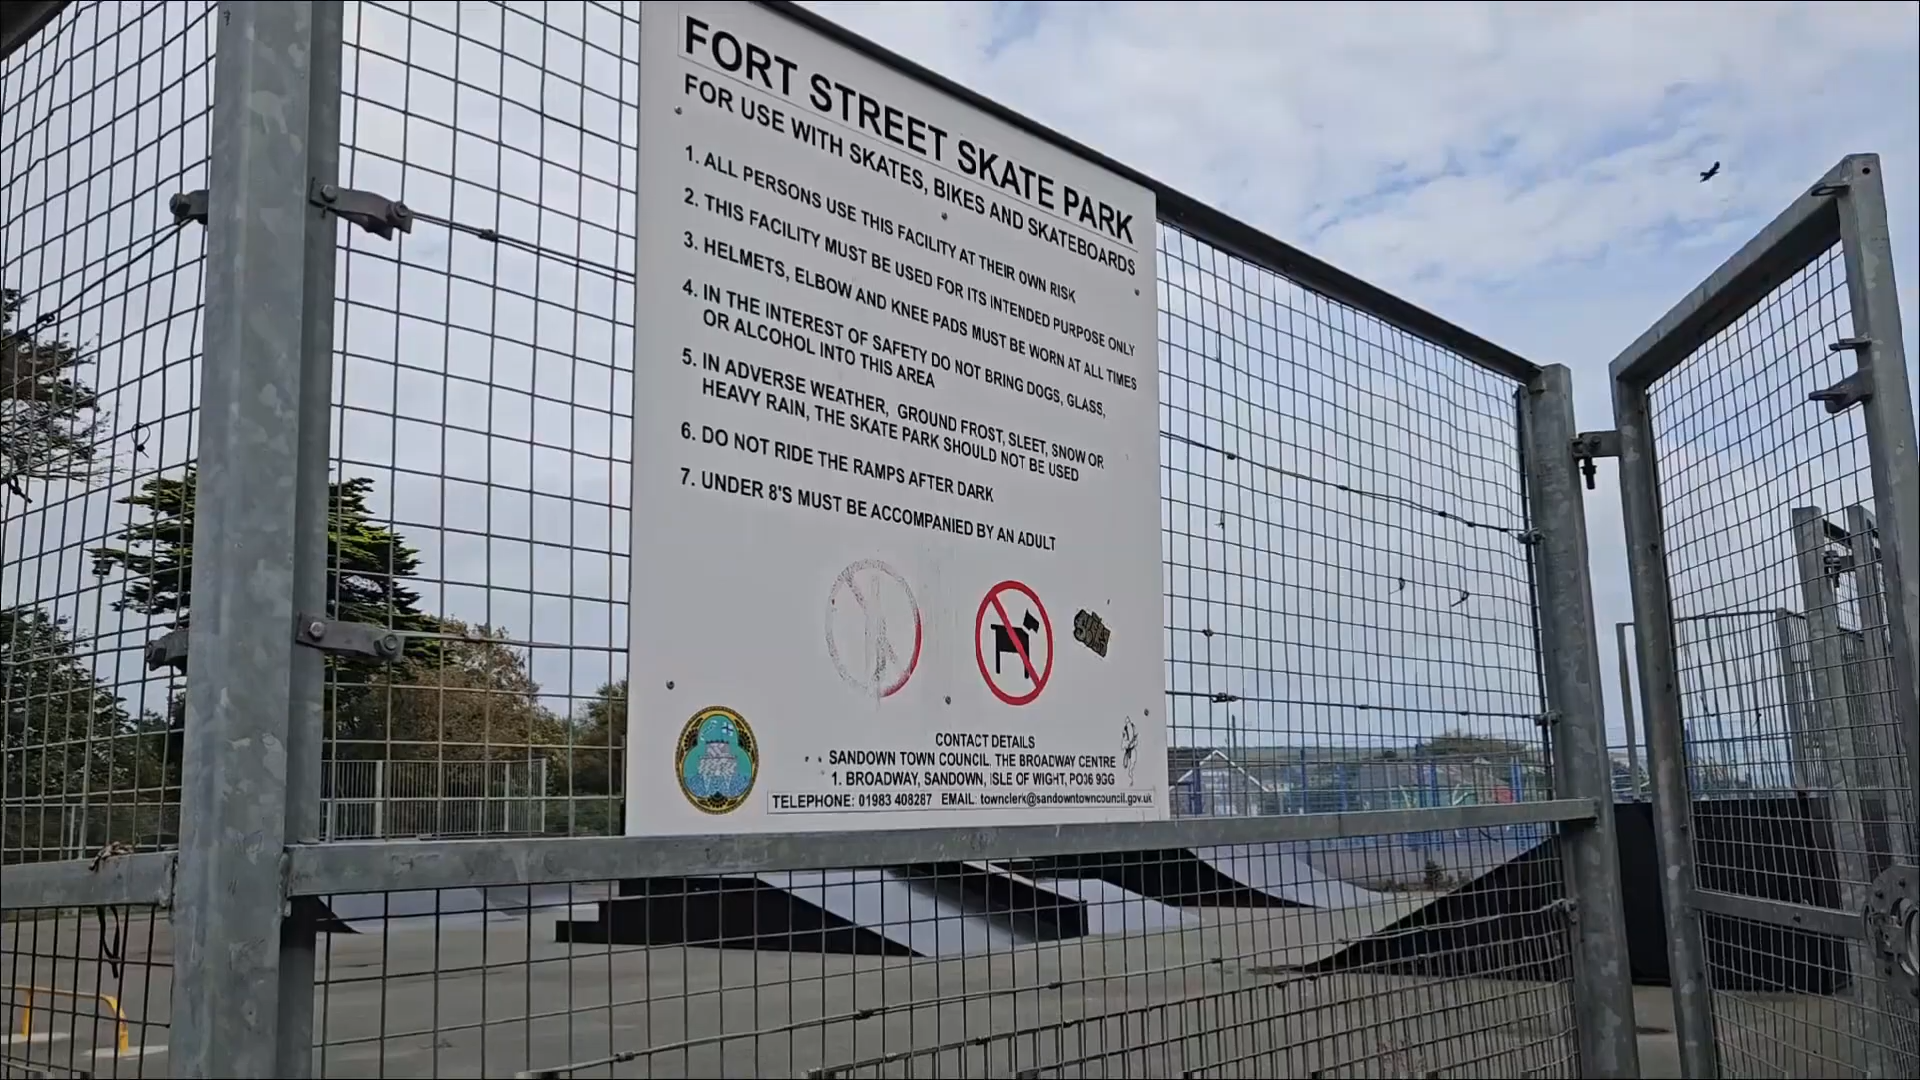 FORT STREET SKATE PARK
FOR USE WITH SKATES, BIKES AND SKATEBOARDS
1. ALL PERSONS USE THIS FACILITY AT THEIR OWN RISK
2. THIS FACILITY MUST BE USED FOR ITS INTENDED PURPOSE ONLY
3. HELMETS, ELBOW AND KNEE PADS MUST BE WORN AT ALL TIMES
4. IN THE INTEREST OF SAFETY DO NOT BRING DOGS, GLASS,
OR ALCOHOL INTO THIS AREA
5. IN ADVERSE WEATHER, GROUND FROST, SLEET, SNOW OR
HEAVY RAIN, THE SKATE PARK SHOULD NOT BE USED
6. DO NOT RIDE THE RAMPS AFTER DARK
7. UNDER 8'S MUST BE ACCOMPANIED BY AN ADULT
CONTACT DETAILS
SANDOWN TOWN COUNCIL, THE BROADWAY CENTRE
1. BROADWAY, SANDOWN, ISLE OF WIGHT, PO36 9GG
TELEPHONE: 01983 408287 EMAIL: townclerk@sandowntowncouncil.gov.uk